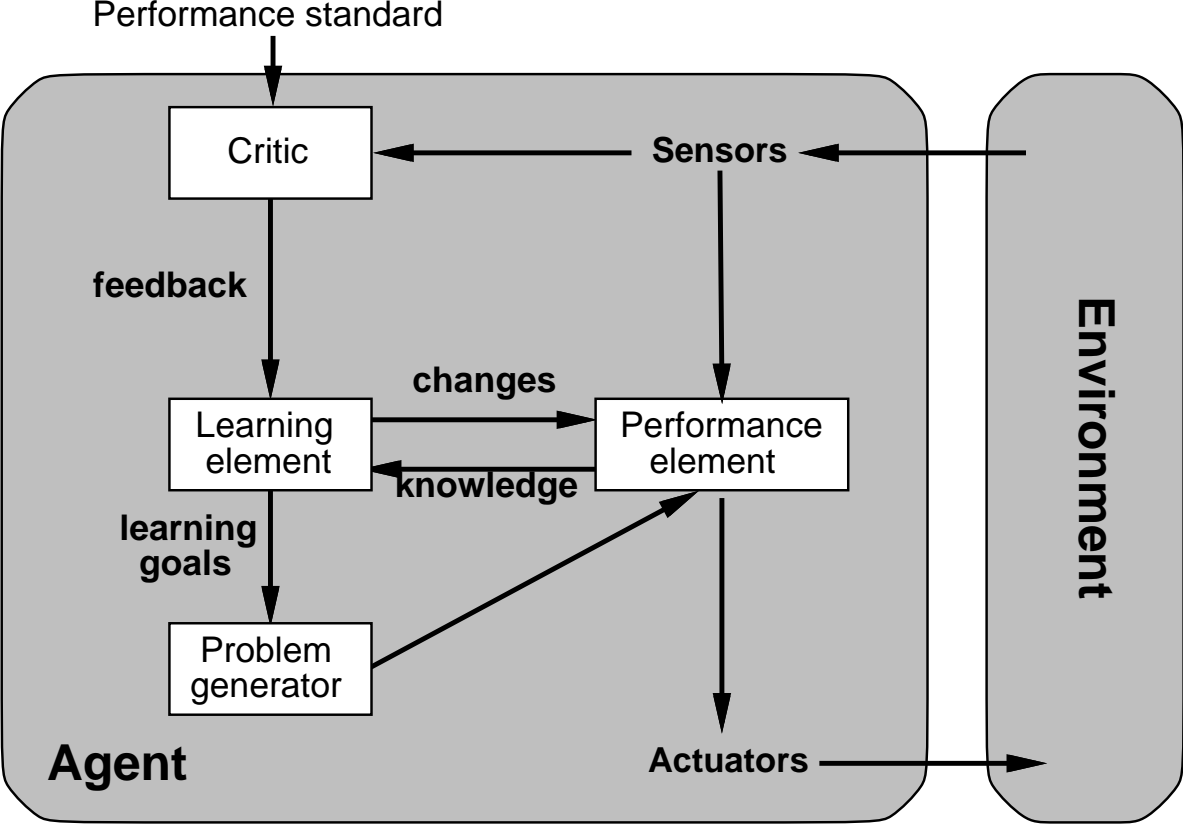 Performance standard
Critic
Sensors
feedback
changes
Learning
element
Performance
element
knowledge
learning
goals
Problem
generator
Agent
Actuators
Environment